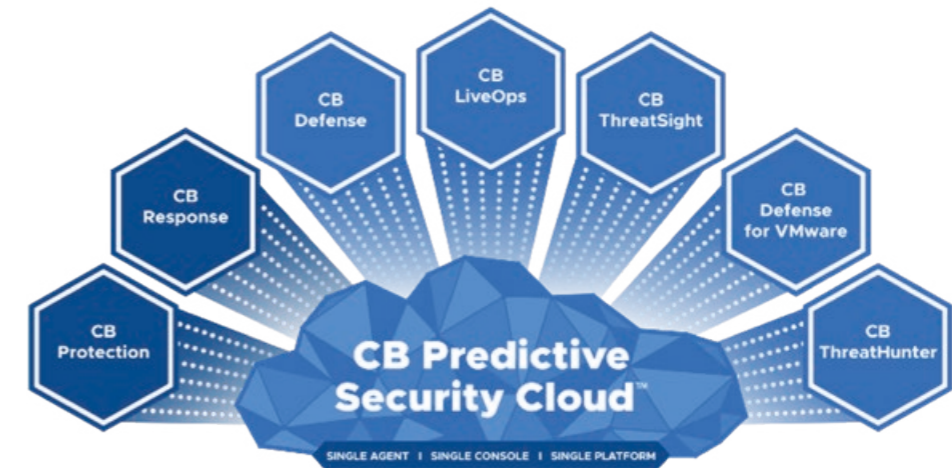 CB
LiveOps
CB
Defense
CB
ThreatSight
CB
Response
CB
Defense
for VMware
CB
Protection
CB
ThreatHunter
CB Predictive
Security Cloud™
SINGLE AGENT I SINGLE CONSOLE I SINGLE PLATFORM